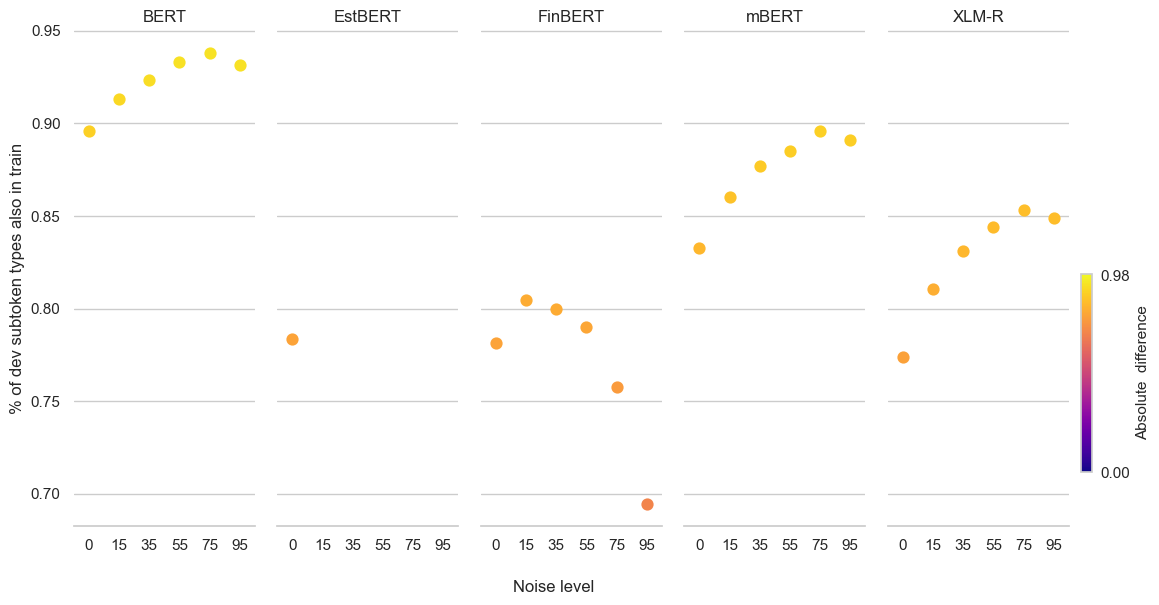 BERT EstBERT FinBERT mBERT XLM-R
% of dev subtoken types also in train
0.95
0.90
0.85
0.80
0.75
0.70
0 15 35 55 75 95 0 15 35 55 75 95 0 15 35 55 75 95 0 15 35 55 75 95 0 15 35 55 75 95
Noise level
0.98
Absolute difference
0.00